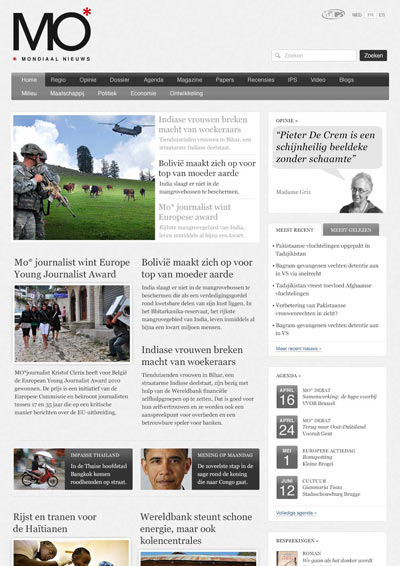 MO*
* MONDIAAL NIEUWS
IPS
NED FR ES
Zoeken
Zoeken
Home Regio Opinie Dossier Agenda Magazine Papers Recensies IPS Video Blogs
Milieu Maatschappij Politiek Economie Ontwikkeling
Indiase vrouwen breken
macht van woekeraars
Tienduizenden vrouwen in Bihar, een
straatarme Indiase deelstaat.
Bolivië maakt zich op voor
top van moeder aarde
India slaagt er niet in de
mangrovebossen te beschermen.
Mo* journalist wint
Europese award
Rijkste mangrovegebied van India,
leven inmiddels al bijna een kwart.
OPINIE »
“Pieter De Crem is een
schijnheilig beeldeke
zonder schaamte”
Madame Griz
Mo* journalist wint Europe
Young Journalist Award
MO*journalist Kristof Clerix heeft voor België
de European Young Journalist Award 2010
gewonnen. De prijs is een initiatief van de
Europese Commissie en bekroont journalisten
tussen 17 en 35 jaar die op een kritische
manier berichten over de EU-uitbreiding.
Bolivië maakt zich op voor
top van moeder aarde
India slaagt er niet in de mangrovebossen te
beschermen die als een verdedigingsgordel
rond kwetsbare delen van zijn kust liggen. In
het Bhitarkanika-reservaat, het rijkste
mangrovegebied van India, leven inmiddels al
bijna een kwart miljoen mensen.
Indiase vrouwen breken
macht van woekeraars
Tienduizenden vrouwen in Bihar, een
straatarme Indiase deelstaat, zijn bezig met
hulp van de Wereldbank financiële
zelfhulpgroepen op te zetten. Dat is goed voor
hun zelfvertrouwen en ze worden ook een
aanspreekpunt voor overheden en een
betrouwbare partner voor banken.
MEEST RECENT MEEST GELEZEN
• Pakistaanse vluchtelingen opgepakt in
Tadzjikistan
• Bagram-gevangenen vechten detentie aan
in VS via snelrecht
• Tadzjikistan vreest toevloed Afghaanse
vluchtelingen
• Verbetering van Pakistaanse
vrouwenrechten in zicht?
• Bagram-gevangenen vechten detentie aan
in VS
Meer recent nieuws »
AGENDA »
APRIL 16 MO* DEBAT
Samenwerking: de hype voorbij
VVOB Brussel
APRIL 24 MO* DEBAT
Terug naar Oost-Duitsland
Vooruit Gent
MEI 1 EUROPESE ACTIEDAG
Bomspotting
Kleine Brogel
JUNI 12 CULTUUR
Gianmaria Testa
Stadsschouwburg Brugge
Volledige agenda »
IMPASSE THAILAND
In de Thaise hoofdstad
Bangkok komen
roodhemden op straat.
MENING OP MAANDAG
De zoveelste stap in de
sage rond de koning
die naar Congo gaat.
Rijst en tranen voor
de Haïtianen
Wereldbank steunt schone
energie, maar ook
kolencentrales
BESPREKINGEN »
ROMAN
We en haar doden